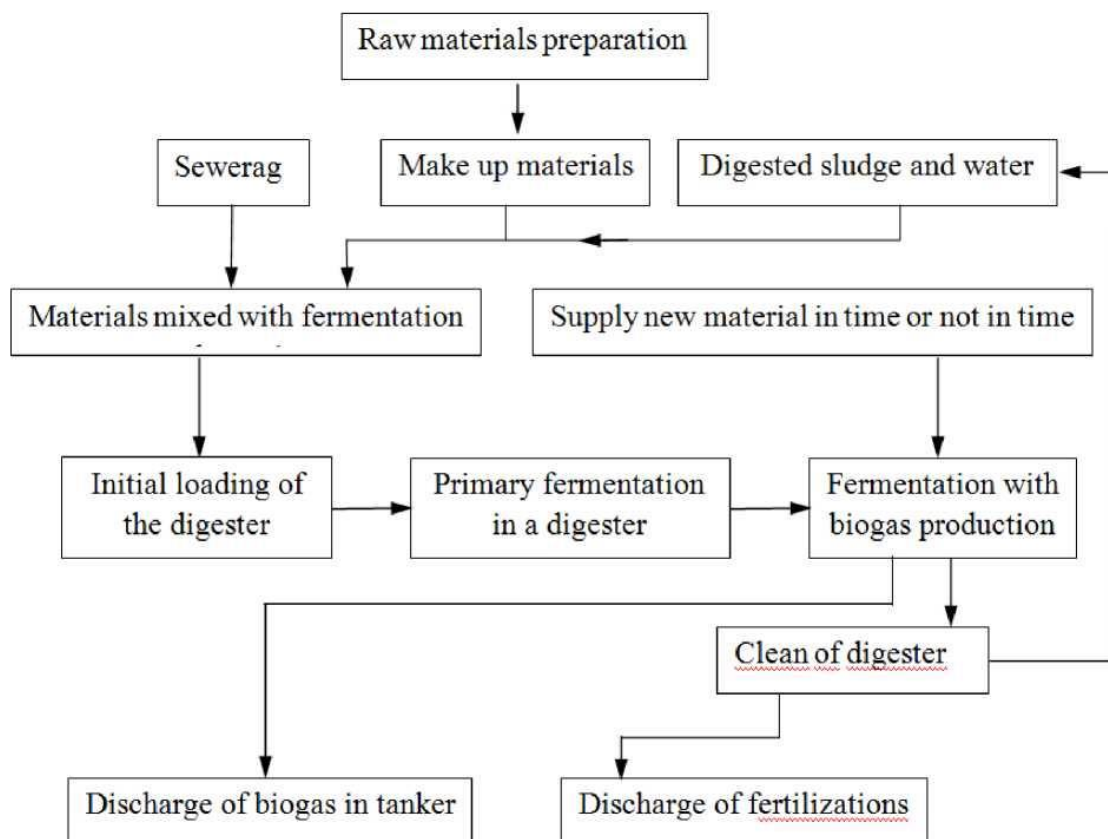 Raw materials preparation
Sewerag
Make up materials
Digested sludge and water
Materials mixed with fermentation
Supply new material in time or not in time
Initial loading of
the digester
Primary fermentation
in a digester
Fermentation with
biogas production
Clean of digester
Discharge of biogas in tanker
Discharge of fertilizations